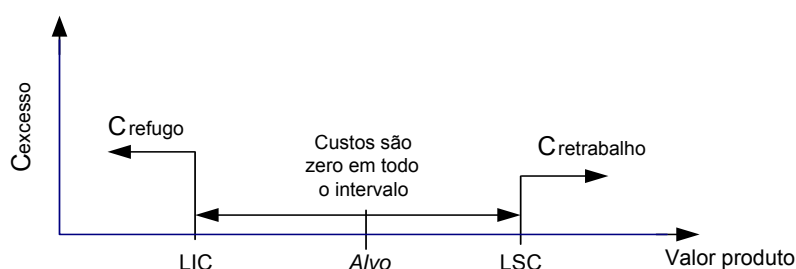 Cexcesso
Crefugo
Custos são
zero em todo
o intervalo
Cretrabalho
LIC
Alvo
LSC
Valor produto